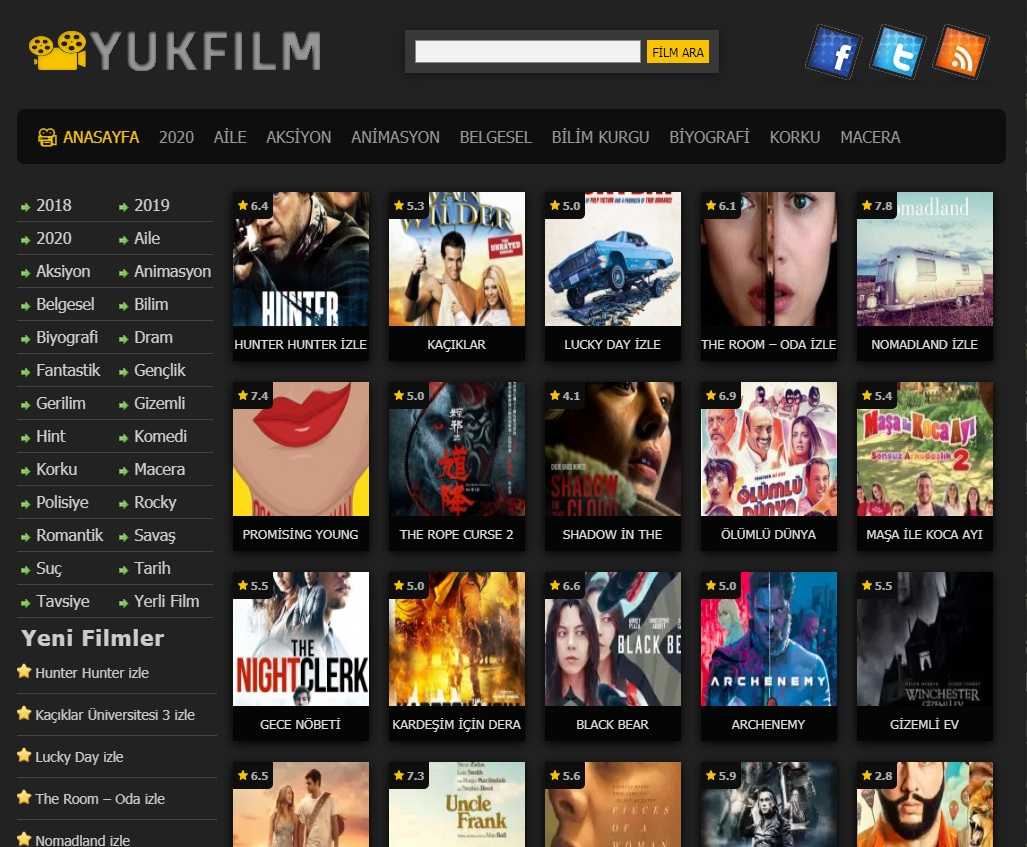 YUKFILM
FİLM ARA
ANASAYFA 2020 AİLE AKSİYON ANİMASYON BELGESEL BİLİM KURGU BİYOGRAFİ KORKU MACERA
2018 2019
2020 Aile
Aksiyon Animasyon
Belgesel Bilim
Biyografi Dram
Fantastik Gençlik
Gerilim Gizemli
Hint Komedi
Korku Macera
Polisiye Rocky
Romantik Savaş
Suç Tarih
Tavsiye Yerli Film
Yeni Filmler
Hunter Hunter izle
Kaçıklar Üniversitesi 3 izle
Lucky Day izle
The Room – Oda izle
Nomadland izle
6.4 5.3 5.0 6.1 7.8
HUNTER
WILDER
THE UNRATED
nomadland
HUNTER HUNTER İZLE KAÇIKLAR LUCKY DAY İZLE THE ROOM – ODA İZLE NOMADLAND İZLE
7.4 5.0 4.1 6.9 5.4
SHADOW
IN THE CLOUD
ÖLÜMLÜ
DÜNYA
Maşa ile Koca Ayı
Sonsuz Arkadaşlık 2
PROMİSİNG YOUNG THE ROPE CURSE 2 SHADOW İN THE ÖLÜMLÜ DÜNYA MAŞA İLE KOCA AYI
5.5 5.0 6.6 5.0 5.5
THE
NIGHT CLERK
BLACK BE
ARCHENEMY
WINCHESTER
GİZEMLİ EV
GECE NÖBETİ KARDEŞİM İÇİN DERA BLACK BEAR ARCHENEMY GİZEMLİ EV
6.5 7.3 5.6 5.9 2.8
Uncle
Frank
PIECES
OF A
WOMAN